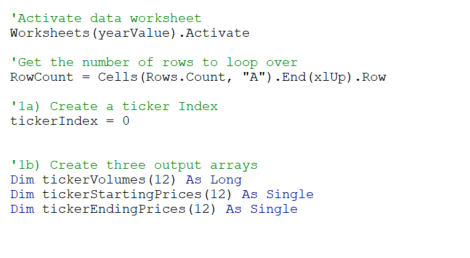 'Activate data worksheet
Worksheets(yearValue).Activate
'Get the number of rows to loop over
RowCount = Cells(Rows.Count, "A").End(xlUp).Row
'1a) Create a ticker Index
tickerIndex = 0
'1b) Create three output arrays
Dim tickerVolumes(12) As Long
Dim tickerStartingPrices(12) As Single
Dim tickerEndingPrices(12) As Single